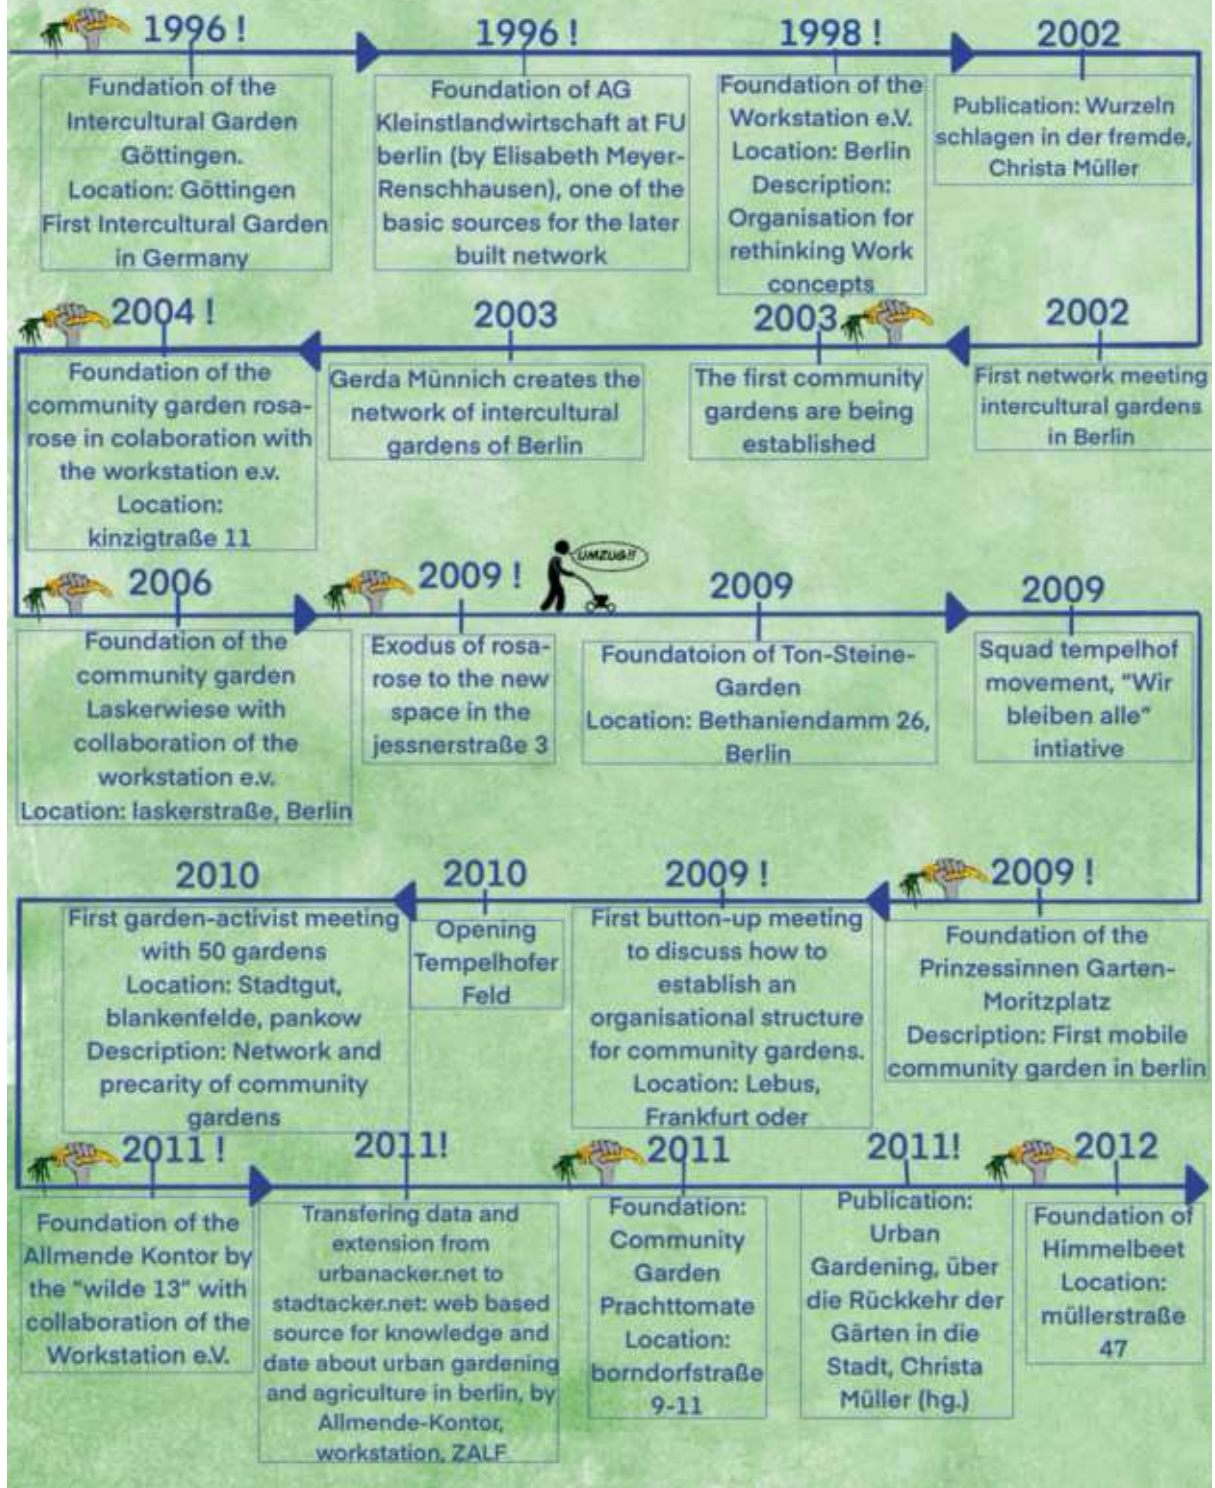 1996 !
Fundation of the
Intercultural Garden
Göttingen.
Location: Göttingen
First Intercultural Garden
in Germany
1996 !
Foundation of AG
Kleinstlandwirtschaft at FU
berlin (by Elisabeth Meyer-
Renschhausen), one of the
basic sources for the later
built network
1998 !
Foundation of the
Workstation e.V.
Location: Berlin
Description:
Organisation for
rethinking Work
concepts
2002
Publication: Wurzeln
schlagen in der fremde,
Christa Müller
2002
First network meeting
intercultural gardens
in Berlin
2003
The first community
gardens are being
established
2003
Gerda Münnich creates the
network of intercultural
gardens of Berlin
2004 !
Foundation of the
community garden rosa-
rose in colaboration with
the workstation e.v.
Location:
kinzigtraße 11
2006
Foundation of the
community garden
Laskerwiese with
collaboration of the
workstation e.v.
Location: laskerstraße, Berlin
2009 !
Exodus of rosa-
rose to the new
space in the
jessnerstraße 3
UMZUG!!
2009
Foundatoion of Ton-Steine-
Garden
Location: Bethaniendamm 26,
Berlin
2009
Squad tempelhof
movement, "Wir
bleiben alle"
intiative
2009 !
Foundation of the
Prinzessinnen Garten-
Moritzplatz
Description: First mobile
community garden in berlin
2009 !
First button-up meeting
to discuss how to
establish an
organisational structure
for community gardens.
Location: Lebus,
Frankfurt oder
2010
Opening
Tempelhofer
Feld
2010
First garden-activist meeting
with 50 gardens
Location: Stadtgut,
blankenfelde, pankow
Description: Network and
precarity of community
gardens
2011 !
Foundation of the
Allmende Kontor by
the "wilde 13" with
collaboration of the
Workstation e.V.
2011!
Transfering data and
extension from
urbanacker.net to
stadtacker.net: web based
source for knowledge and
date about urban gardening
and agriculture in berlin, by
Allmende-Kontor,
workstation, ZALF
2011
Foundation:
Community
Garden
Prachttomate
Location:
borndorfstraße
9-11
2011!
Publication:
Urban
Gardening, über
die Rückkehr der
Gärten in die
Stadt, Christa
Müller (hg.)
2012
Foundation of
Himmelbeet
Location:
müllerstraße
47